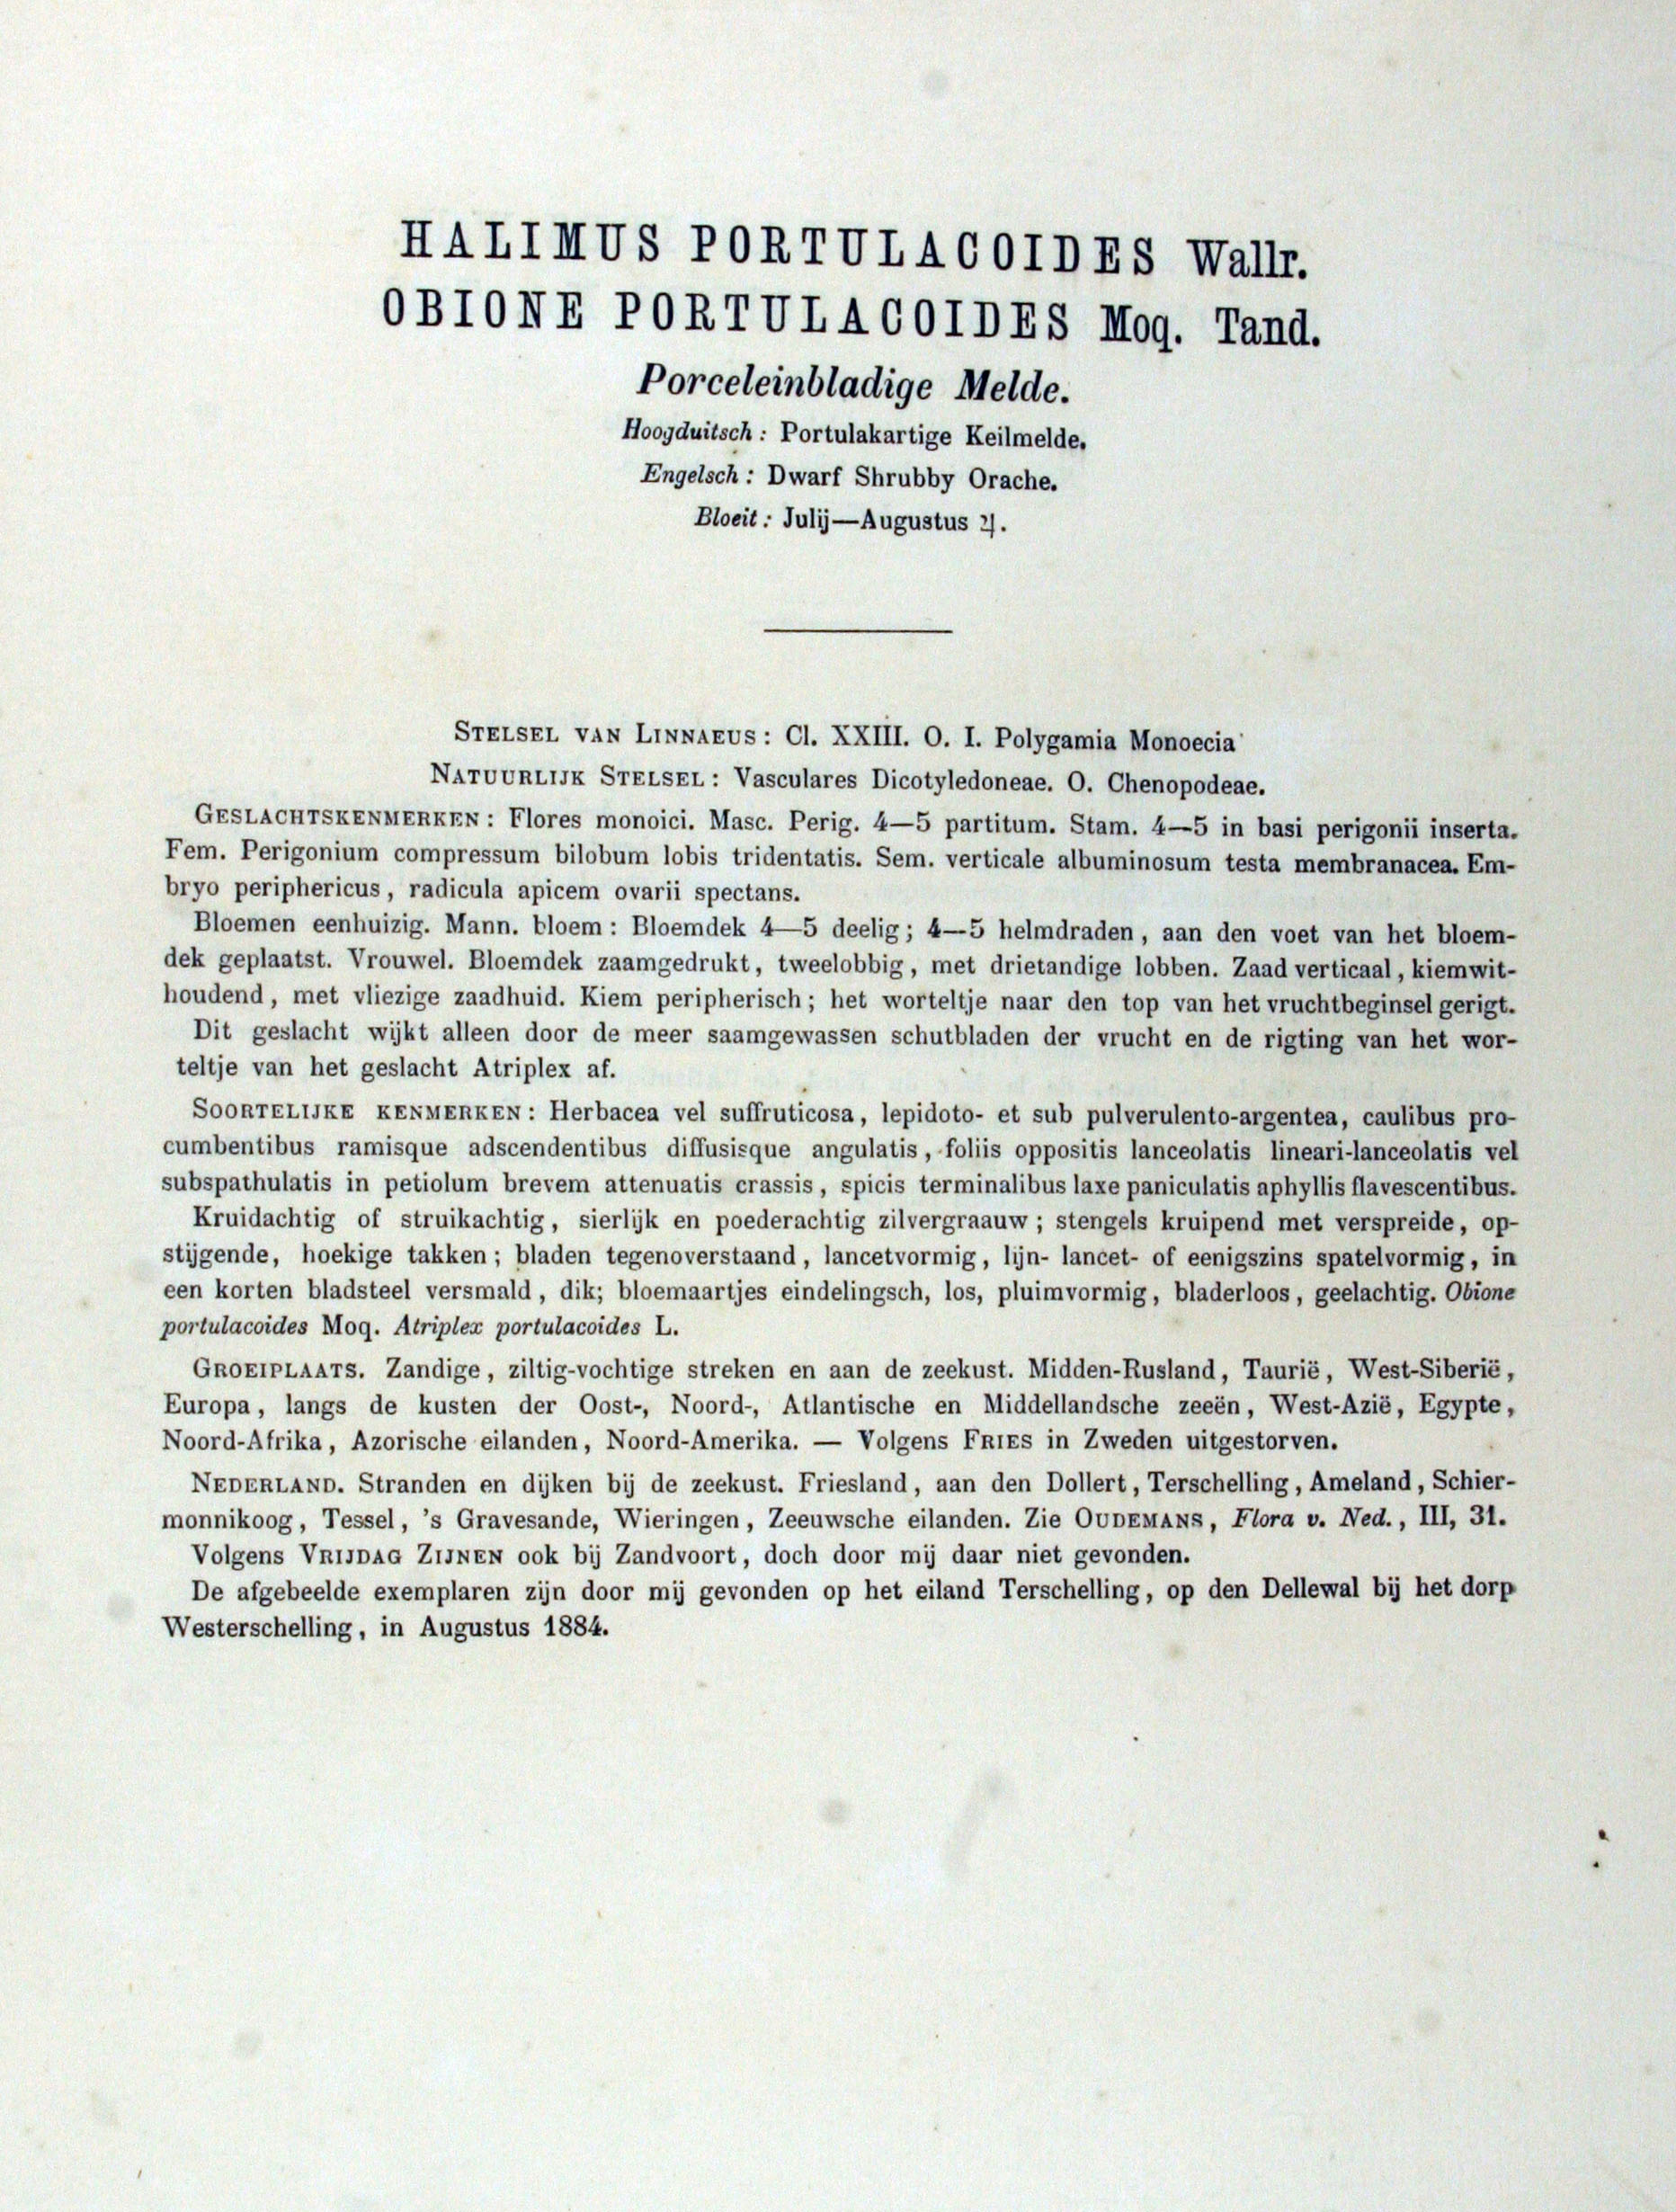 HALIMUS PORTULACOIDES Wallr.
OBIONE PORTULACOIDES Moq. Tand.
Porceleinbladige Melde.
Hoogduitsch: Portulakartige Keilmelde.
Engelsch: Dwarf Shrubby Orache.
Bloeit: Julij—Augustus ♃.
STELSEL VAN LINNAEUS: Cl. XXIII. O. I. Polygamia Monoecia
NATUURLIJK STELSEL: Vasculares Dicotyledoneae. O. Chenopodeae.
GESLACHTSKENMERKEN: Flores monoici. Masc. Perig. 4—5 partitum. Stam. 4—5 in basi perigonii inserta.
Fem. Perigonium compressum bilobum lobis tridentatis. Sem. verticale albuminosum testa membranacea. Em-
bryo periphericus, radicula apicem ovarii spectans.
Bloemen eenhuizig. Mann. bloem: Bloemdek 4—5 deelig; 4—5 helmdraden, aan den voet van het bloem-
dek geplaatst. Vrouwel. Bloemdek zaamgedrukt, tweelobbig, met drietandige lobben. Zaad verticaal, kiemwit-
houdend, met vliezige zaadhuid. Kiem peripherisch; het worteltje naar den top van het vruchtbeginsel gerigt.
Dit geslacht wijkt alleen door de meer saamgewassen schutbladen der vrucht en de rigting van het wor-
teltje van het geslacht Atriplex af.
SOORTELIJKE KENMERKEN: Herbacea vel suffruticosa, lepidoto- et sub pulverulento-argentea, caulibus pro-
cumbentibus ramisque adscendentibus diffusisque angulatis, foliis oppositis lanceolatis lineari-lanceolatis vel
subspathulatis in petiolum brevem attenuatis crassis, spicis terminalibus laxe paniculatis aphyllis flavescentibus.
Kruidachtig of struikachtig, sierlijk en poederachtig zilvergraauw; stengels kruipend met verspreide, op-
stijgende, hoekige takken; bladen tegenoverstaand, lancetvormig, lijn- lancet- of eenigszins spatelvormig, in
een korten bladsteel versmald, dik; bloemaartjes eindelingsch, los, pluimvormig, bladerloos, geelachtig. Obione
portulacoides Moq. Atriplex portulacoides L.
GROEIPLAATS. Zandige, ziltig-vochtige streken en aan de zeekust. Midden-Rusland, Taurië, West-Siberië,
Europa, langs de kusten der Oost-, Noord-, Atlantische en Middellandsche zeeën, West-Azië, Egypte,
Noord-Afrika, Azorische eilanden, Noord-Amerika. — Volgens FRIES in Zweden uitgestorven.
NEDERLAND. Stranden en dijken bij de zeekust. Friesland, aan den Dollert, Terschelling, Ameland, Schier-
monnikoog, Tessel, 's Gravesande, Wieringen, Zeeuwsche eilanden. Zie OUDEMANS, Flora v. Ned., III, 31.
Volgens VRIJDAG ZIJNEN ook bij Zandvoort, doch door mij daar niet gevonden.
De afgebeelde exemplaren zijn door mij gevonden op het eiland Terschelling, op den Dellewal bij het dorp
Westerschelling, in Augustus 1884.